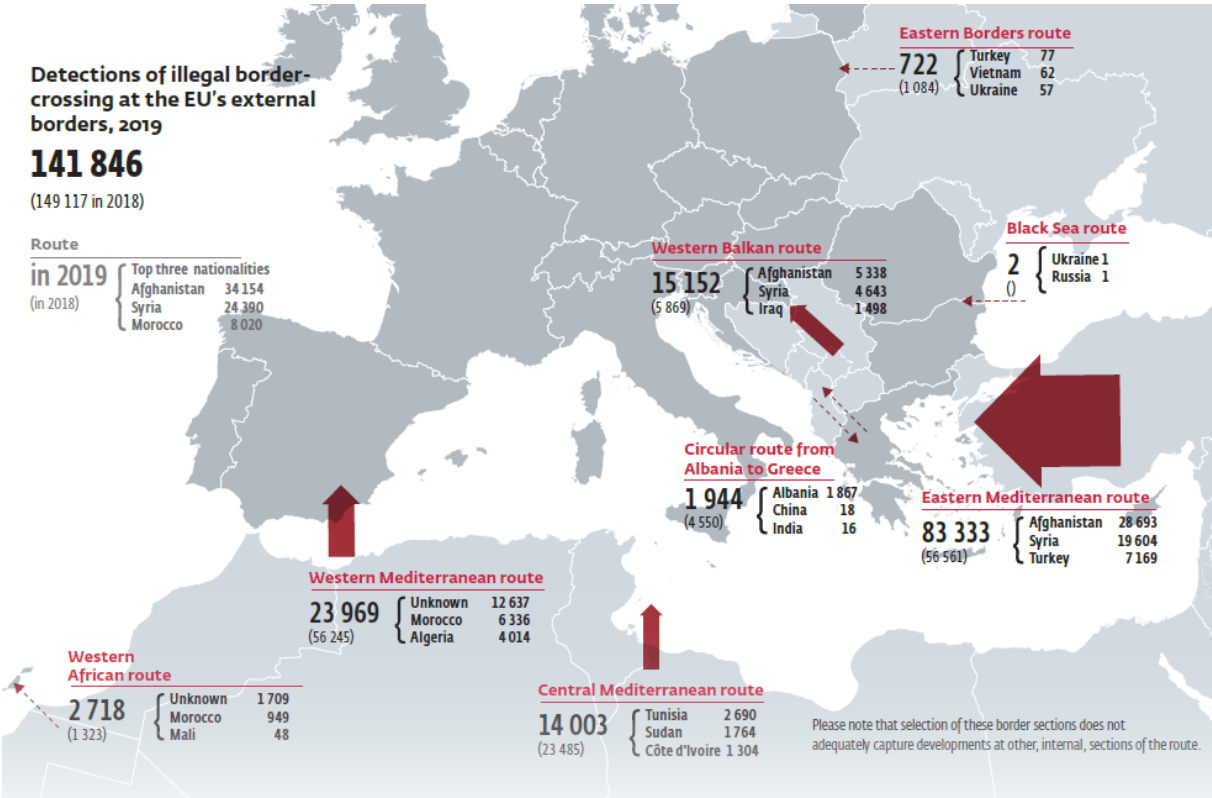 Detections of illegal border-
crossing at the EU's external
borders, 2019
141 846
(149 117 in 2018)
Route
in 2019
(in 2018)
Top three nationalities
Afghanistan 34 154
Syria 24 390
Morocco 8 020
Eastern Borders route
722
(1 084)
Turkey 77
Vietnam 62
Ukraine 57
Black Sea route
2
()
Ukraine 1
Russia 1
Western Balkan route
15 152
(5 869)
Afghanistan 5 338
Syria 4 643
Iraq 1 498
Circular route from
Albania to Greece
1 944
(4 550)
Albania 1 867
China 18
India 16
Eastern Mediterranean route
83 333
(56 561)
Afghanistan 28 693
Syria 19 604
Turkey 7 169
Western Mediterranean route
23 969
(56 245)
Unknown 12 637
Morocco 6 336
Algeria 4 014
Western
African route
2 718
(1 323)
Unknown 1 709
Morocco 949
Mali 48
Central Mediterranean route
14 003
(23 485)
Tunisia 2 690
Sudan 1 764
Côte d'Ivoire 1 304
Please note that selection of these border sections does not
adequately capture developments at other, internal, sections of the route.